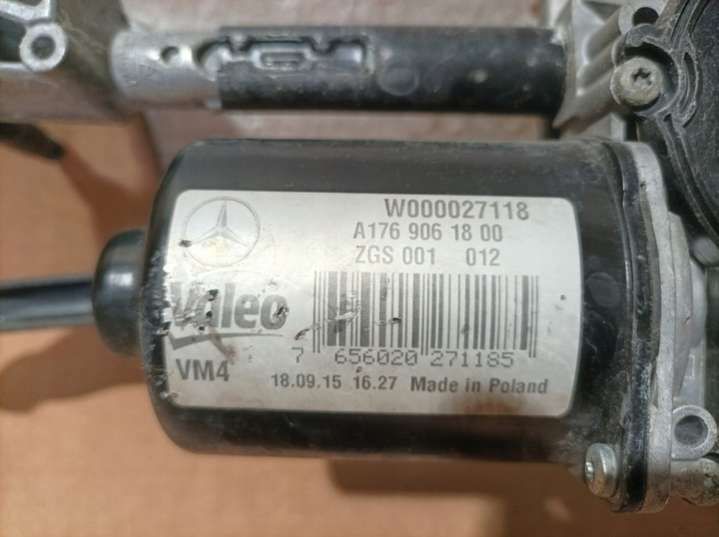 W000027118
A176 906 18 00
ZGS 001 012
Valeo
7 656020 271185
VM4
18.09.15 16.27 Made in Poland